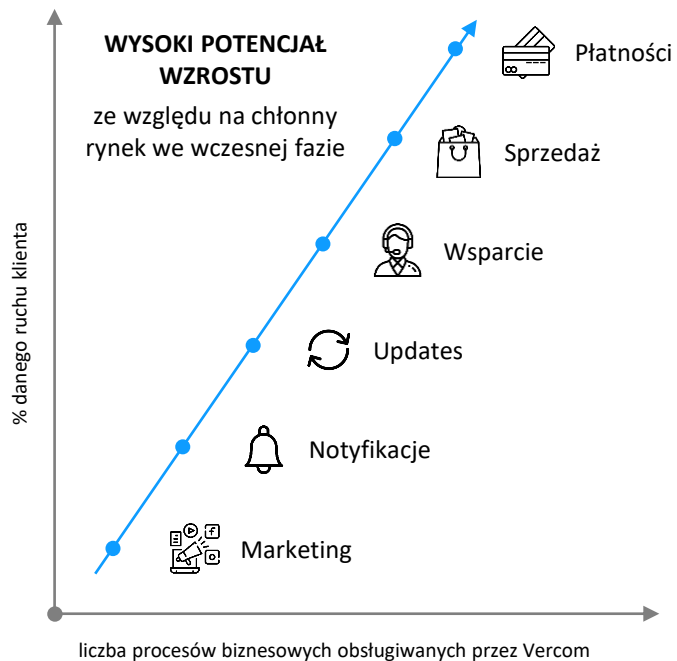 WYSOKI POTENCJAŁ
WZROSTU
ze względu na chłonny
rynek we wczesnej fazie
Płatności
Sprzedaż
Wsparcie
Updates
Notyfikacje
Marketing
% danego ruchu klienta
liczba procesów biznesowych obsługiwanych przez Vercom